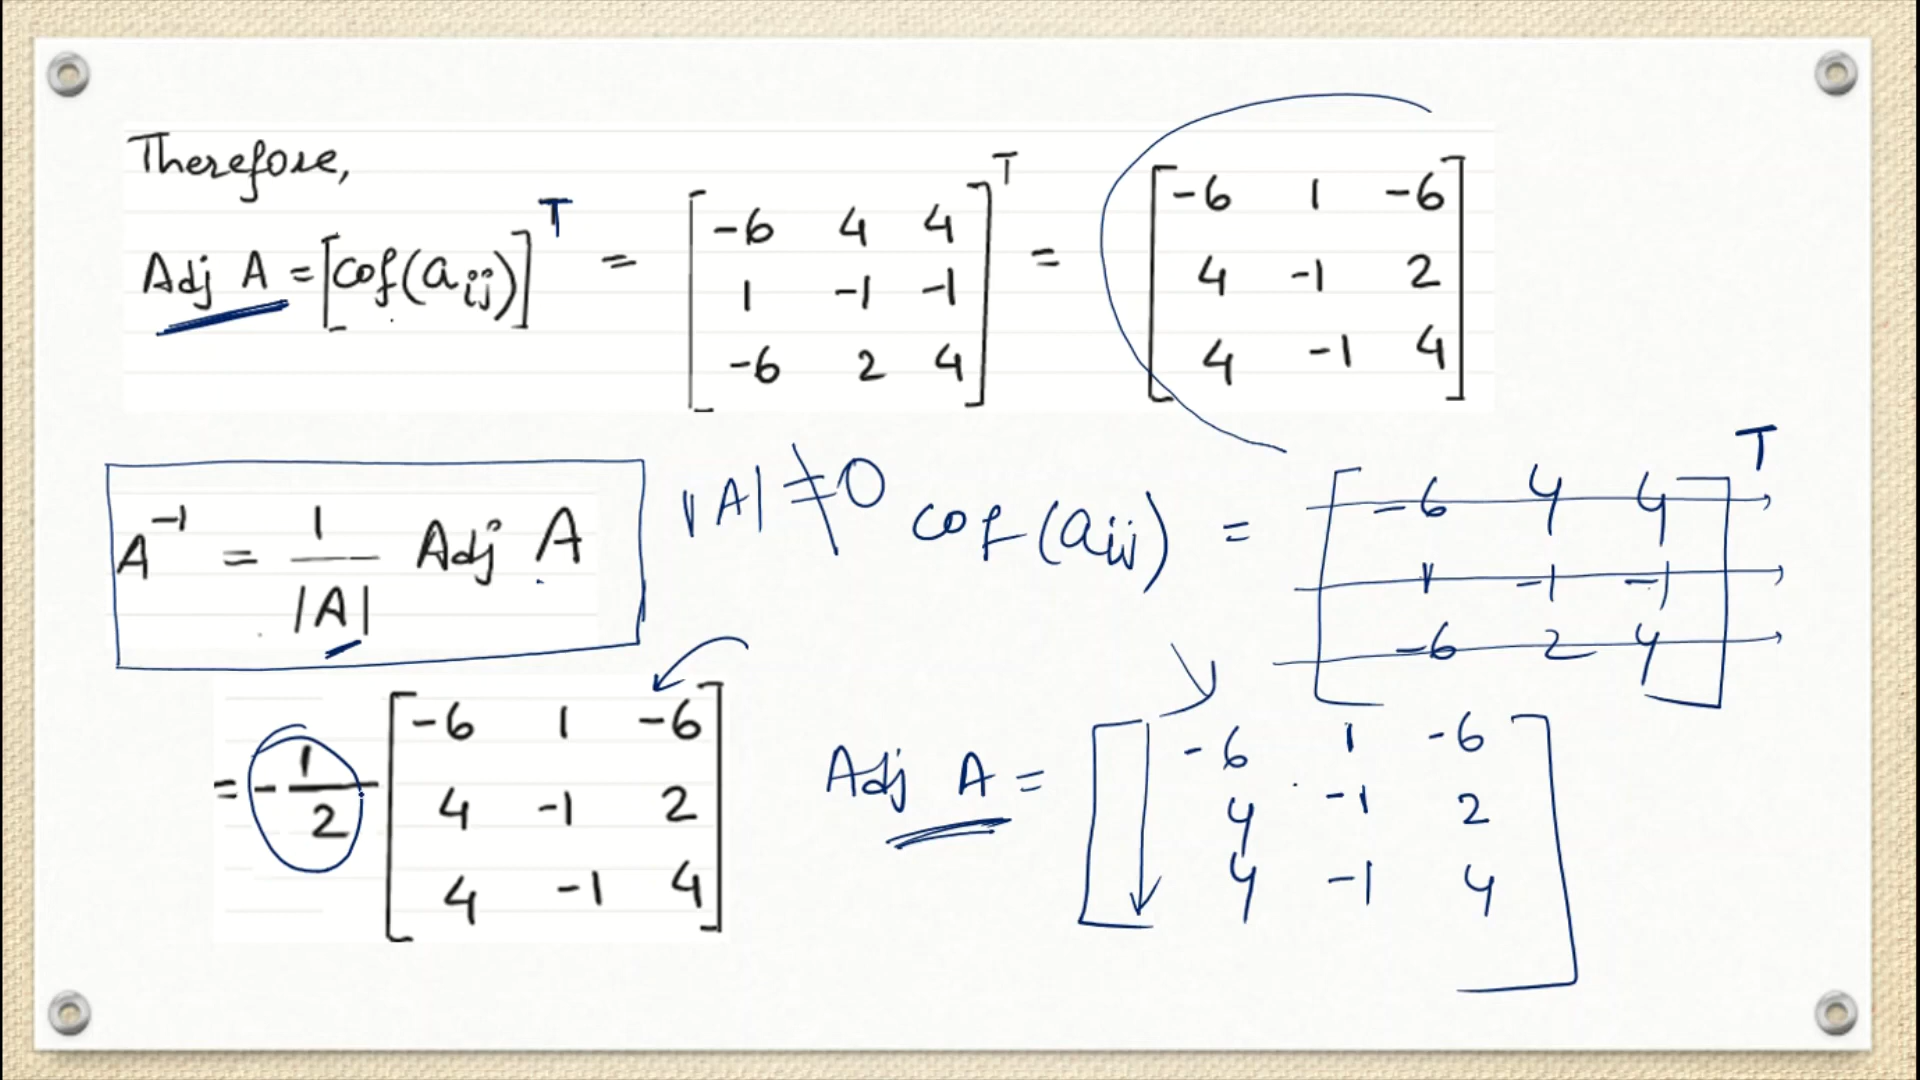 Therefore,
Adj A = [cof(aij)]^T = [-6 4 4
1 -1 -1
-6 2 4]^T = [-6 1 -6
4 -1 2
4 -1 4]
A^-1 = 1/|A| Adj A
|A| ≠ 0
cof(aij) = [-6 4 4
1 -1 -1
-6 2 4]^T
= -1/2 [-6 1 -6
4 -1 2
4 -1 4]
Adj A = [-6 1 -6
4 -1 2
4 -1 4]